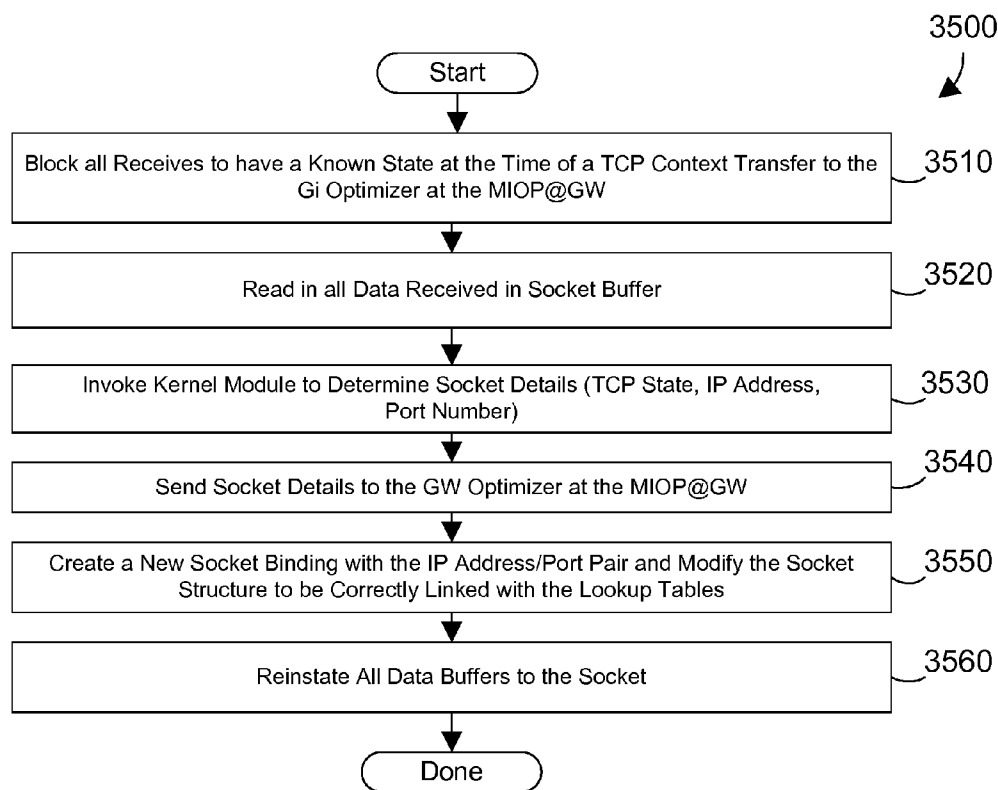 3500
Start
Block all Receives to have a Known State at the Time of a TCP Context Transfer to the
Gi Optimizer at the MIOP@GW
3510
Read in all Data Received in Socket Buffer
3520
Invoke Kernel Module to Determine Socket Details (TCP State, IP Address,
Port Number)
3530
Send Socket Details to the GW Optimizer at the MIOP@GW
3540
Create a New Socket Binding with the IP Address/Port Pair and Modify the Socket
Structure to be Correctly Linked with the Lookup Tables
3550
Reinstate All Data Buffers to the Socket
3560
Done